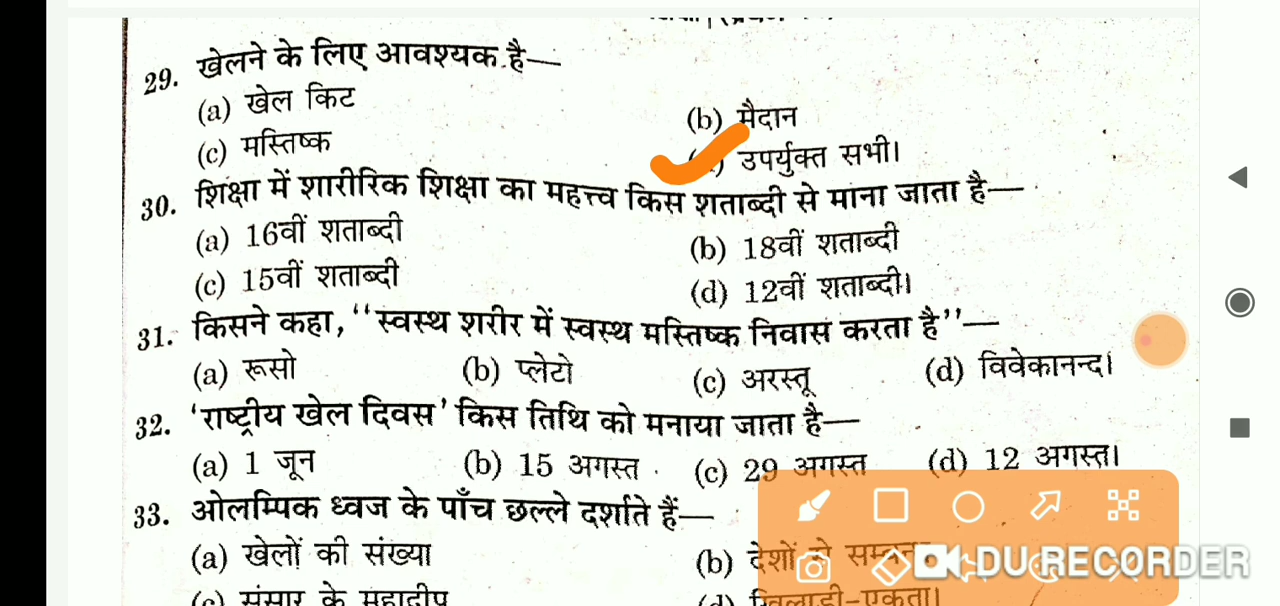 29. खेलने के लिए आवश्यक है—
(a) खेल किट (b) मैदान
(c) मस्तिष्क उपर्युक्त सभी।
30. शिक्षा में शारीरिक शिक्षा का महत्त्व किस शताब्दी से माना जाता है—
(a) 16वीं शताब्दी (b) 18वीं शताब्दी
(c) 15वीं शताब्दी (d) 12वीं शताब्दी।
31. किसने कहा, ‘‘स्वस्थ शरीर में स्वस्थ मस्तिष्क निवास करता है’’—
(a) रूसो (b) प्लेटो (c) अरस्तू (d) विवेकानन्द।
32. ‘राष्ट्रीय खेल दिवस’ किस तिथि को मनाया जाता है—
(a) 1 जून (b) 15 अगस्त (c) 29 अगस्त (d) 12 अगस्त।
33. ओलम्पिक ध्वज के पाँच छल्ले दर्शाते हैं—
(a) खेलों की संख्या (b) देशों से
DU RECORDER
(c) संसार के महाद्वीप (d) खिलाड़ी-एकता।